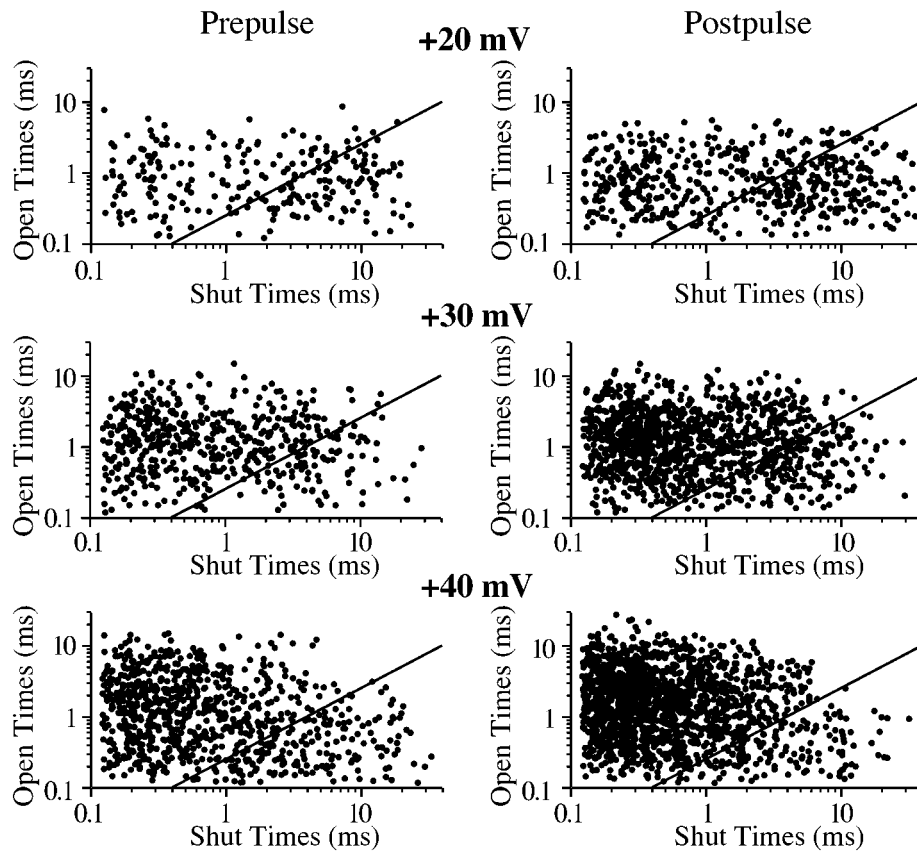 Prepulse
Postpulse
+20 mV
Open Times (ms)
10
1
0.1
0.1
1
10
Shut Times (ms)
Open Times (ms)
10
1
0.1
0.1
1
10
Shut Times (ms)
+30 mV
Open Times (ms)
10
1
0.1
0.1
1
10
Shut Times (ms)
Open Times (ms)
10
1
0.1
0.1
1
10
Shut Times (ms)
+40 mV
Open Times (ms)
10
1
0.1
0.1
1
10
Shut Times (ms)
Open Times (ms)
10
1
0.1
0.1
1
10
Shut Times (ms)